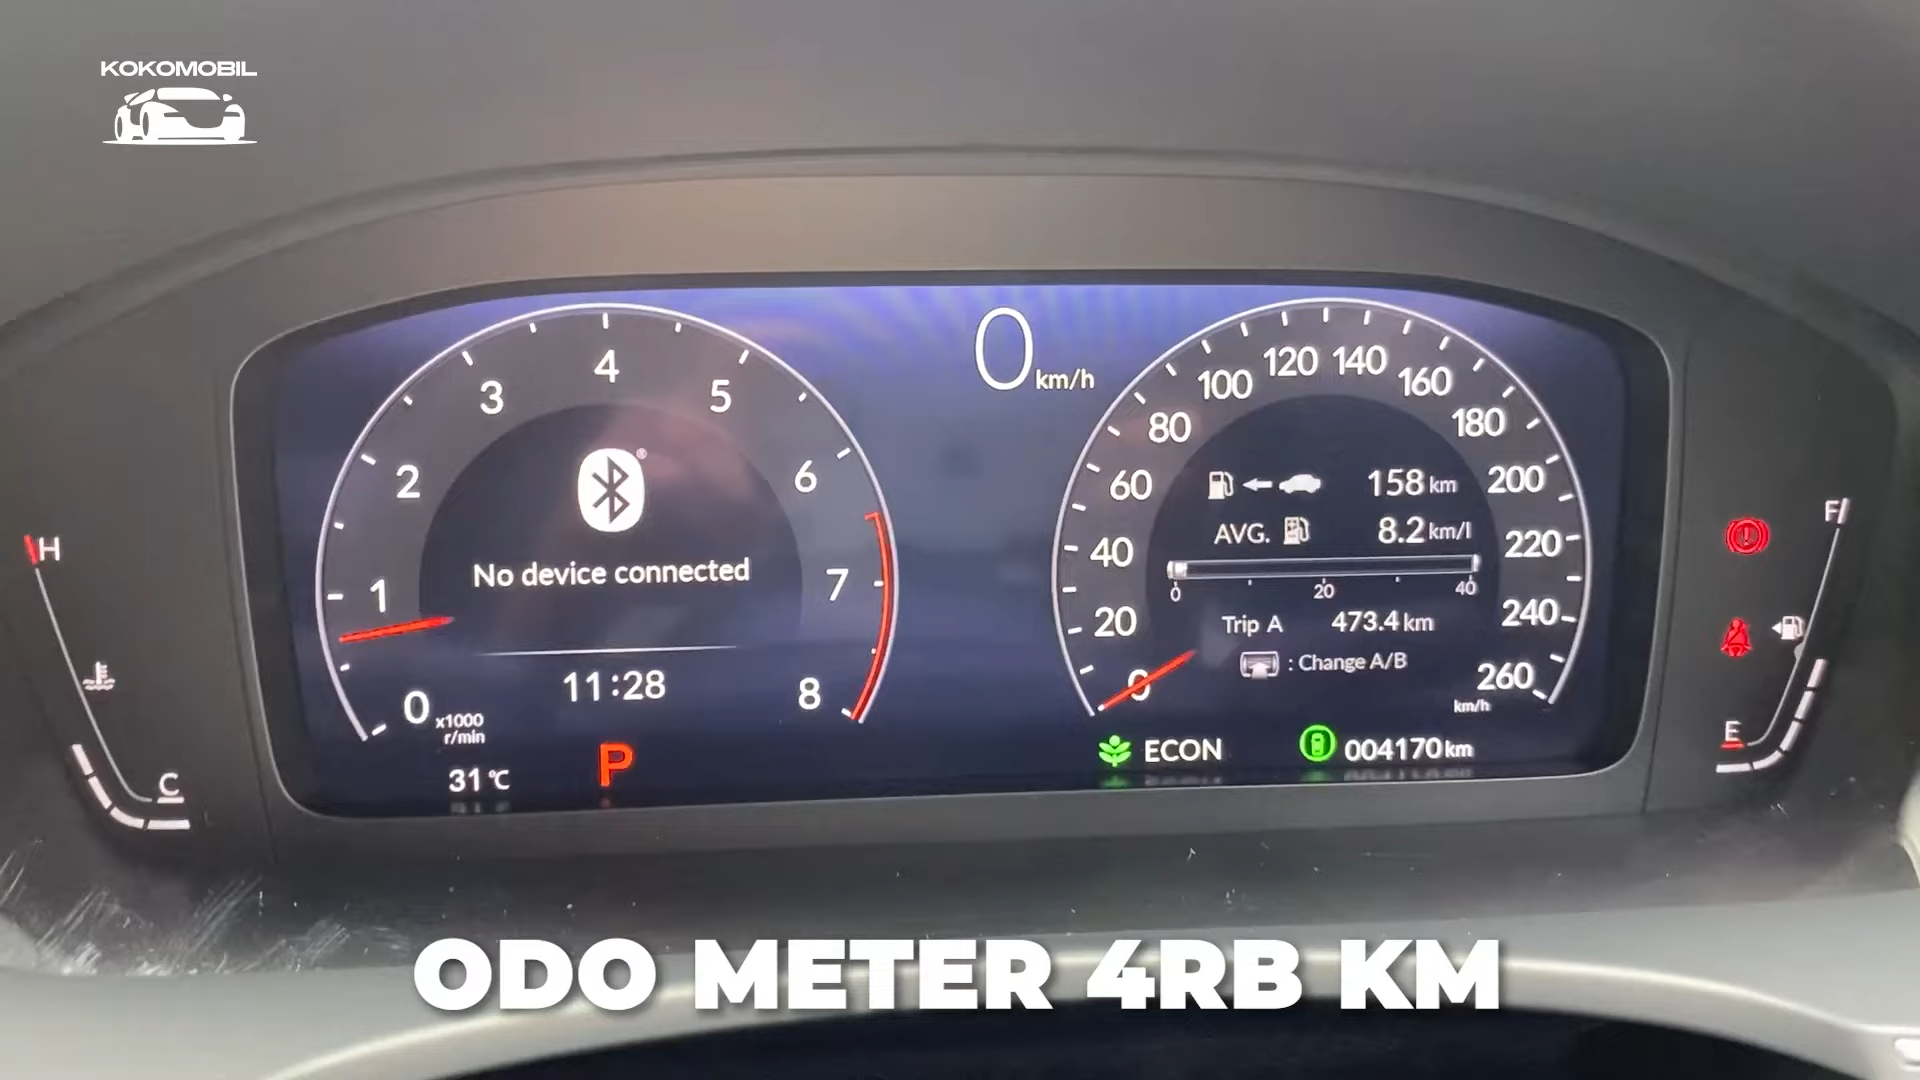 KOKOMOBIL
0 km/h
0 1 2 3 4 5 6 7 8
x1000
r/min
®
No device connected
11:28
31 °C
P
0 20 40 60 80 100 120 140 160 180 200 220 240 260
km/h
158 km
AVG. 8.2 km/l
0 20 40
Trip A 473.4 km
: Change A/B
ECON
004170 km
H
C
F
E
ODO METER 4RB KM